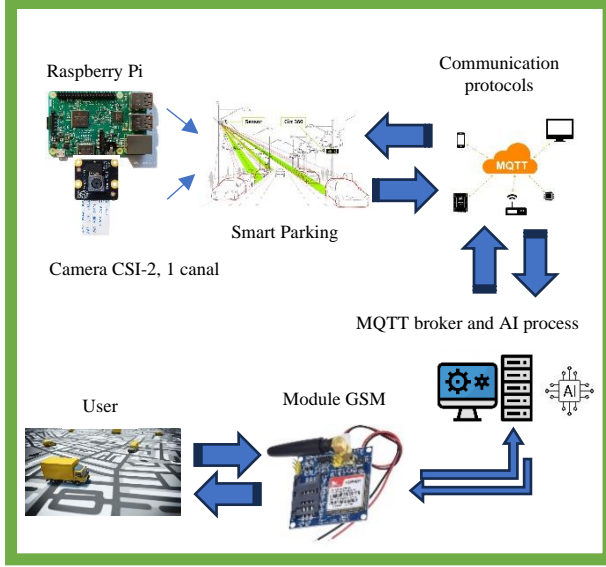 Raspberry Pi
Communication
protocols
Sensor
MQTT
Smart Parking
Camera CSI-2, 1 canal
MQTT broker and AI process
AI
User
Module GSM